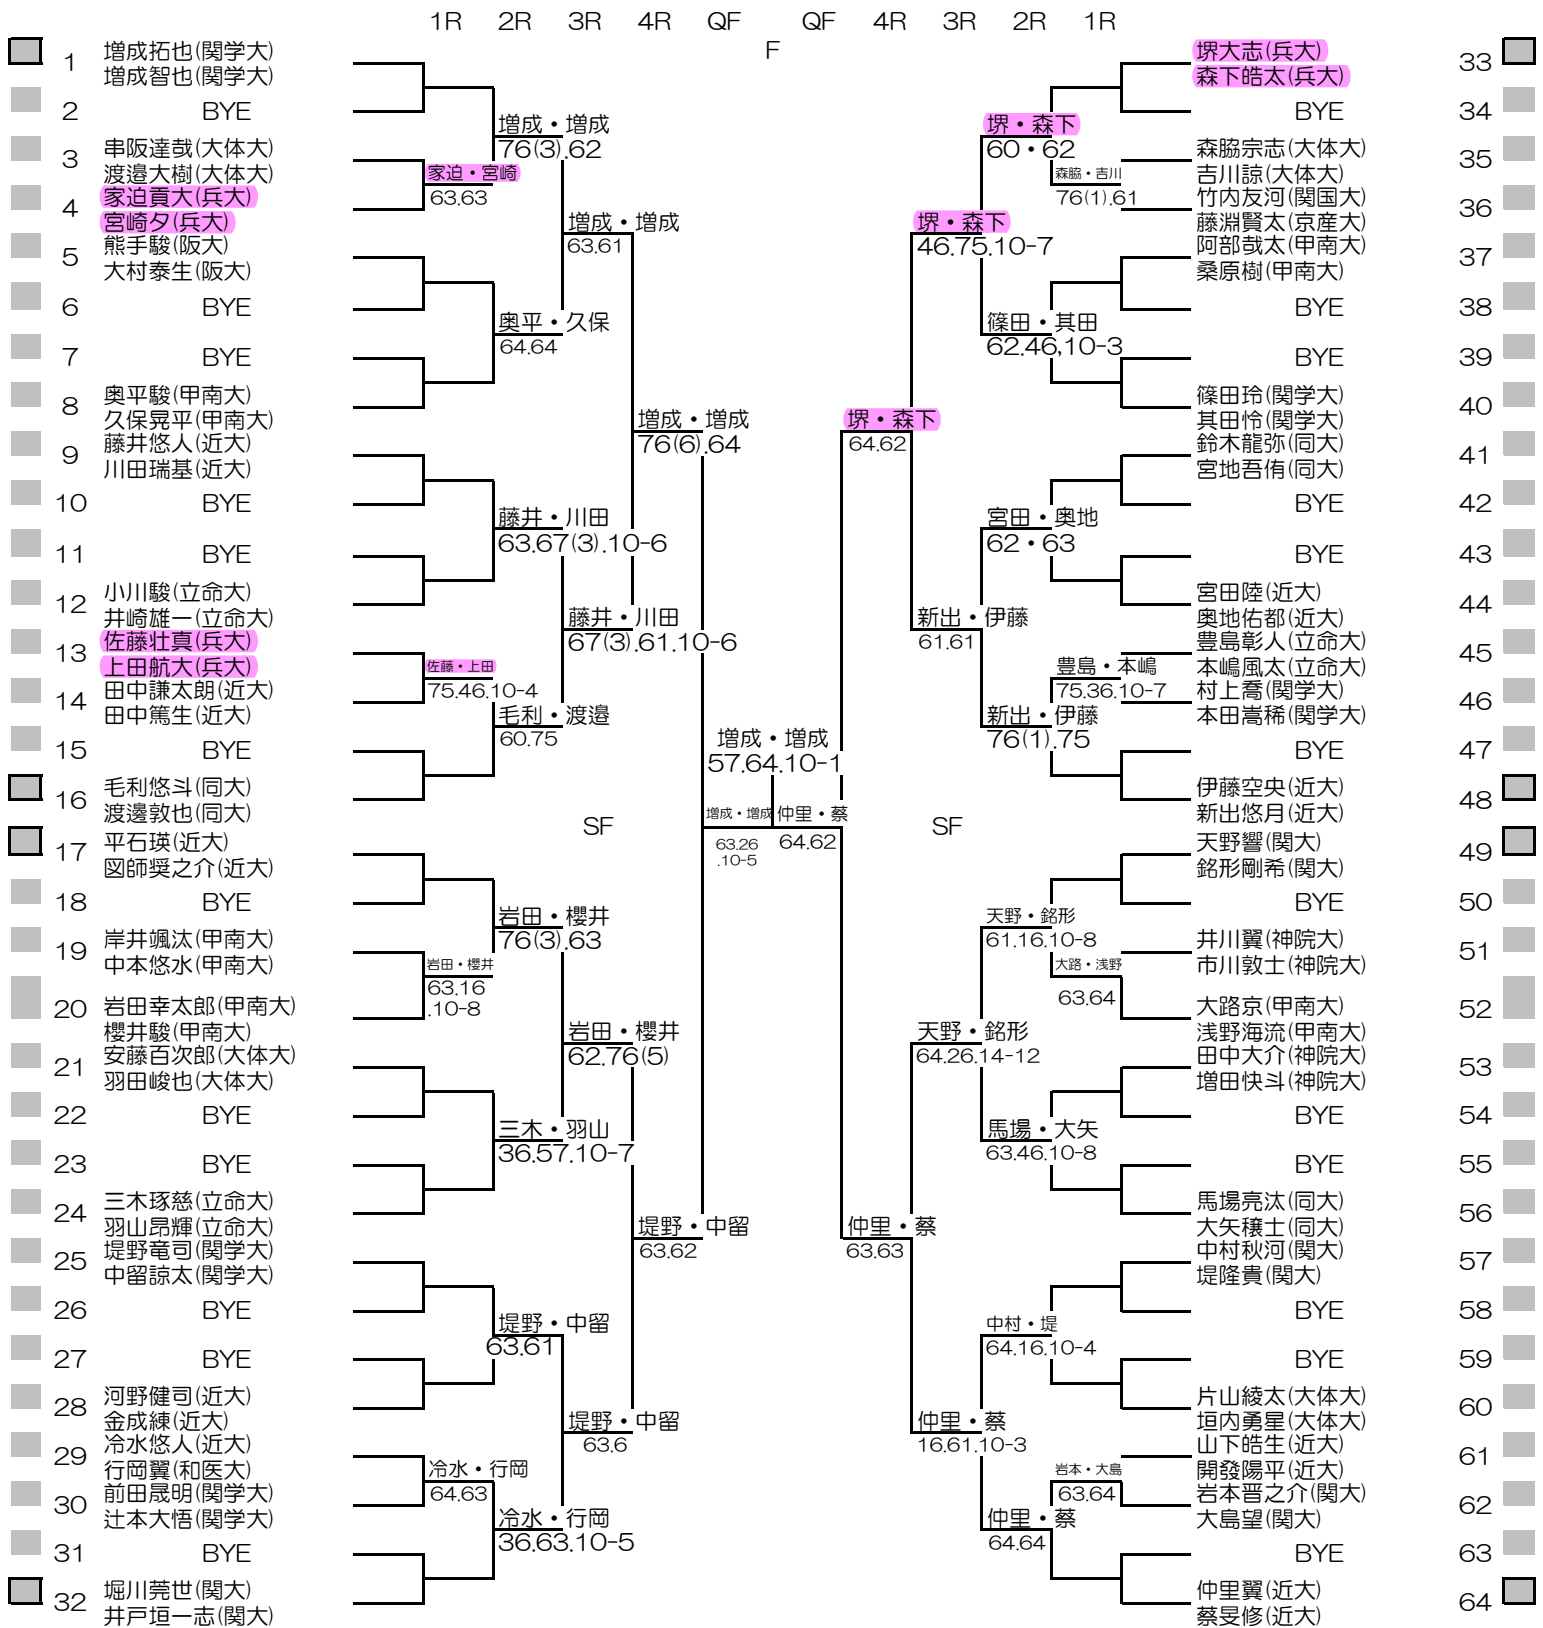 1R 2R 3R 4R QF QF 4R 3R 2R 1R
F
1 増成拓也(関学大)
増成智也(関学大)
2 BYE
3 串阪達哉(大体大)
渡邉大樹(大体大)
4 家迫貢大(兵大)
宮崎夕(兵大)
5 熊手駿(阪大)
大村泰生(阪大)
6 BYE
7 BYE
8 奥平駿(甲南大)
久保晃平(甲南大)
9 藤井悠人(近大)
川田瑞基(近大)
10 BYE
11 BYE
12 小川駿(立命大)
井崎雄一(立命大)
13 佐藤壮真(兵大)
上田航大(兵大)
14 田中謙太朗(近大)
田中篤生(近大)
15 BYE
16 毛利悠斗(同大)
渡邊敦也(同大)
17 平石瑛(近大)
図師奨之介(近大)
18 BYE
19 岸井颯汰(甲南大)
中本悠水(甲南大)
20 岩田幸太郎(甲南大)
櫻井駿(甲南大)
21 安藤百次郎(大体大)
羽田峻也(大体大)
22 BYE
23 BYE
24 三木琢慈(立命大)
羽山昂輝(立命大)
25 堤野竜司(関学大)
中留諒太(関学大)
26 BYE
27 BYE
28 河野健司(近大)
金成練(近大)
29 冷水悠人(近大)
行岡翼(和医大)
30 前田晟明(関学大)
辻本大悟(関学大)
31 BYE
32 堀川莞世(関大)
井戸垣一志(関大)
家迫・宮崎
63.63
佐藤・上田
75.46.10-4
岩田・櫻井
63.16
.10-8
冷水・行岡
64.63
増成・増成
76(3).62
奥平・久保
64.64
藤井・川田
63.67(3).10-6
毛利・渡邉
60.75
岩田・櫻井
76(3).63
三木・羽山
36.57.10-7
堤野・中留
63.61
冷水・行岡
36.63.10-5
増成・増成
63.61
藤井・川田
67(3).61.10-6
岩田・櫻井
62.76(5)
堤野・中留
63.6
増成・増成
76(6).64
堤野・中留
63.62
SF
増成・増成
63.26
.10-5
増成・増成
57.64.10-1
仲里・蔡
64.62
SF
堺・森下
64.62
仲里・蔡
63.63
堺・森下
46.75.10-7
新出・伊藤
61.61
天野・銘形
64.26.14-12
仲里・蔡
16.61.10-3
堺・森下
60・62
篠田・其田
62.46,10-3
宮田・奥地
62・63
新出・伊藤
76(1).75
天野・銘形
61.16.10-8
馬場・大矢
63.46.10-8
中村・堤
64.16.10-4
仲里・蔡
64.64
森脇・吉川
76(1).61
豊島・本嶋
75.36.10-7
大路・浅野
63.64
岩本・大島
63.64
堺大志(兵大) 33
森下皓太(兵大)
BYE 34
森脇宗志(大体大) 35
吉川諒(大体大)
竹内友河(関国大) 36
藤淵賢太(京産大)
阿部哉太(甲南大) 37
桑原樹(甲南大)
BYE 38
BYE 39
篠田玲(関学大) 40
其田怜(関学大)
鈴木龍弥(同大) 41
宮地吾侑(同大)
BYE 42
BYE 43
宮田陸(近大) 44
奥地佑都(近大)
豊島彰人(立命大) 45
本嶋風太(立命大)
村上喬(関学大) 46
本田嵩稀(関学大)
BYE 47
伊藤空央(近大) 48
新出悠月(近大)
天野響(関大) 49
銘形剛希(関大)
BYE 50
井川翼(神院大) 51
市川敦士(神院大)
大路京(甲南大) 52
浅野海流(甲南大)
田中大介(神院大) 53
増田快斗(神院大)
BYE 54
BYE 55
馬場亮汰(同大) 56
大矢穣士(同大)
中村秋河(関大) 57
堤隆貴(関大)
BYE 58
BYE 59
片山綾太(大体大) 60
垣内勇星(大体大)
山下皓生(近大) 61
開發陽平(近大)
岩本晋之介(関大) 62
大島望(関大)
BYE 63
仲里翼(近大) 64
蔡旻修(近大)